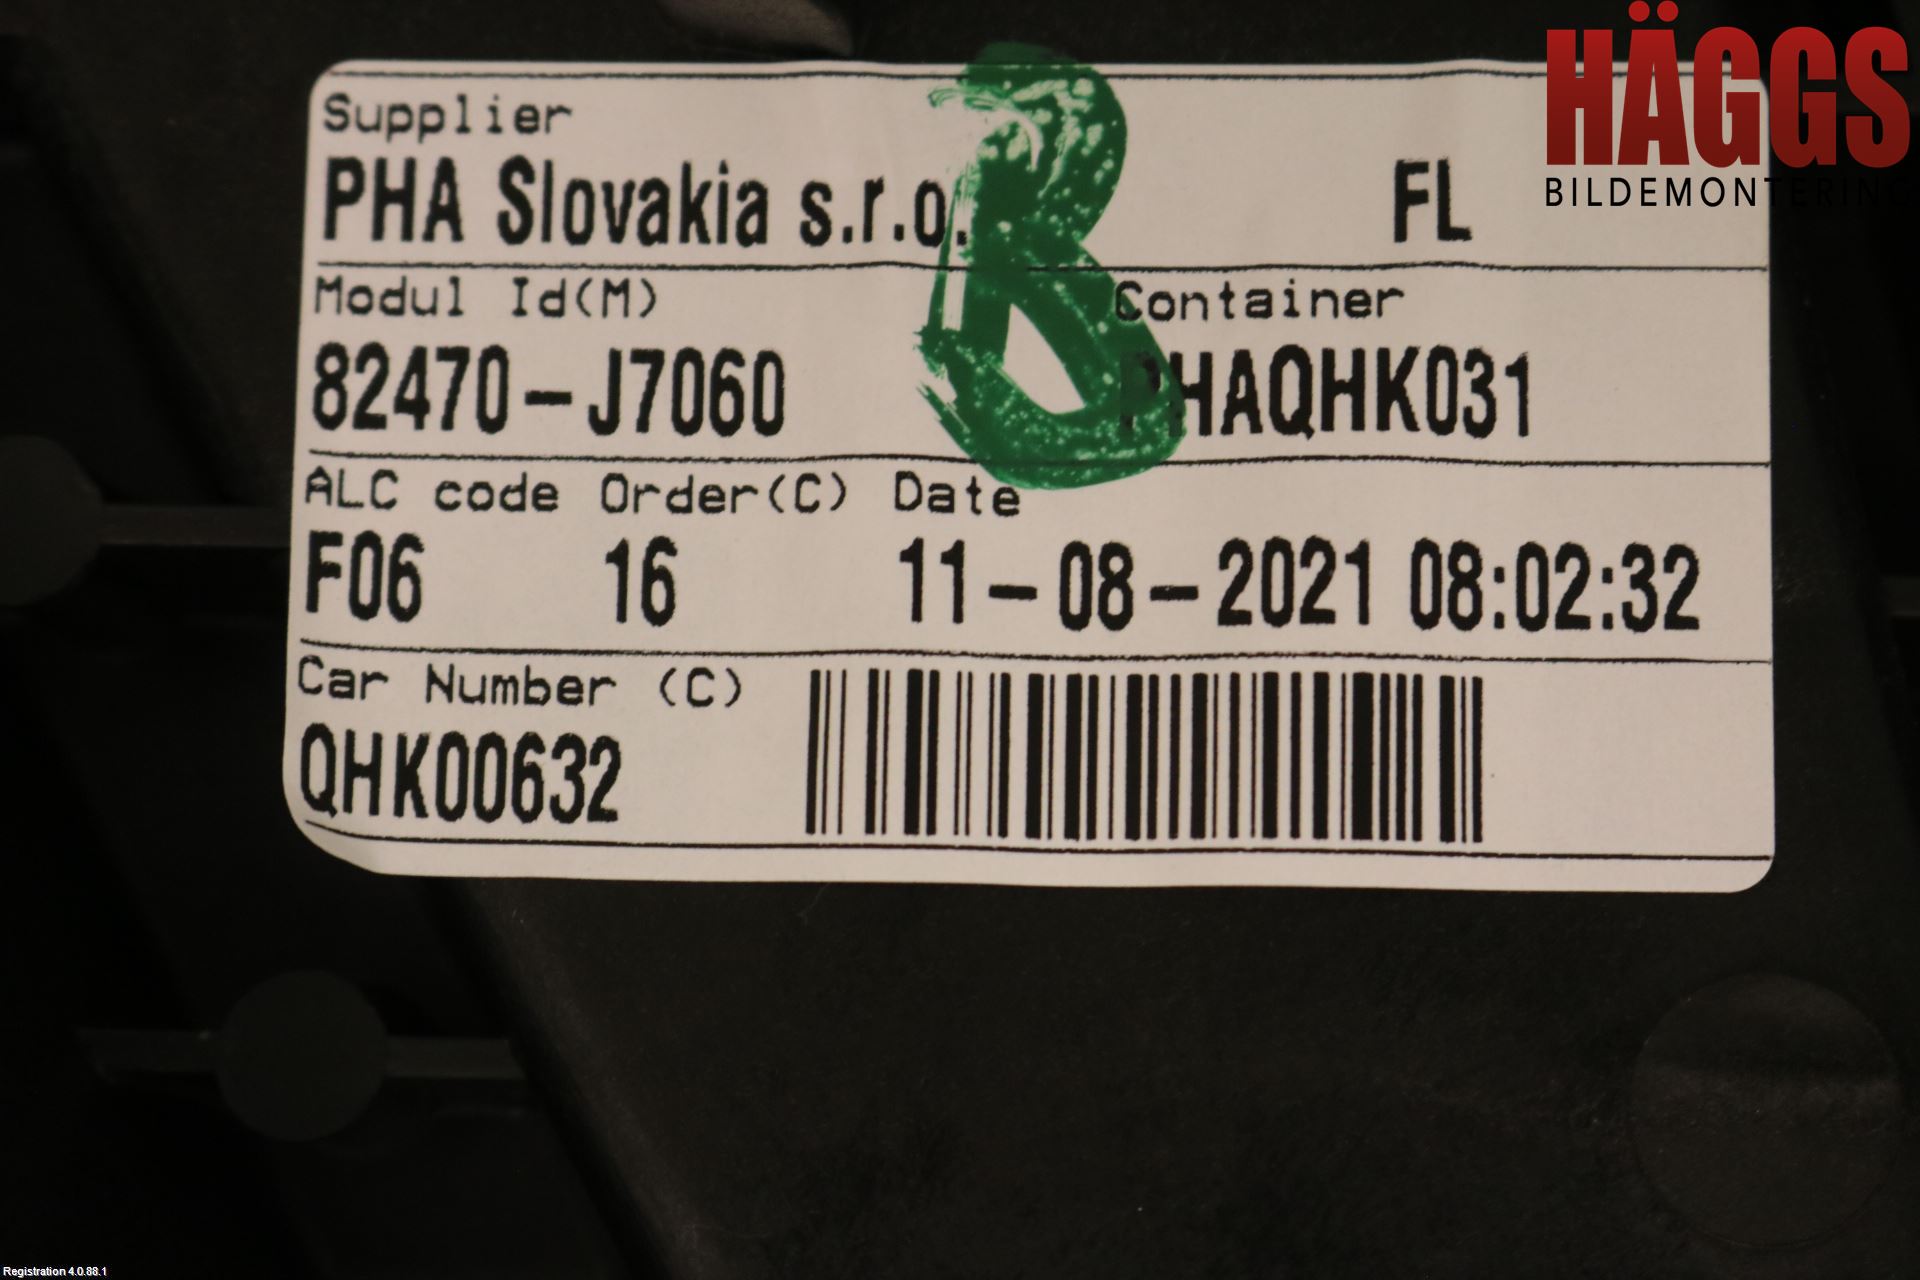 HÄGGS
BILDEMONTERING
Supplier
PHA Slovakia s.r.o. FL
Modul Id(M) Container
82470-J7060 PHAQHK031
ALC code Order(C) Date
F06 16 11-08-2021 08:02:32
Car Number (C)
QHK00632
B
Registration 4.0.88.1